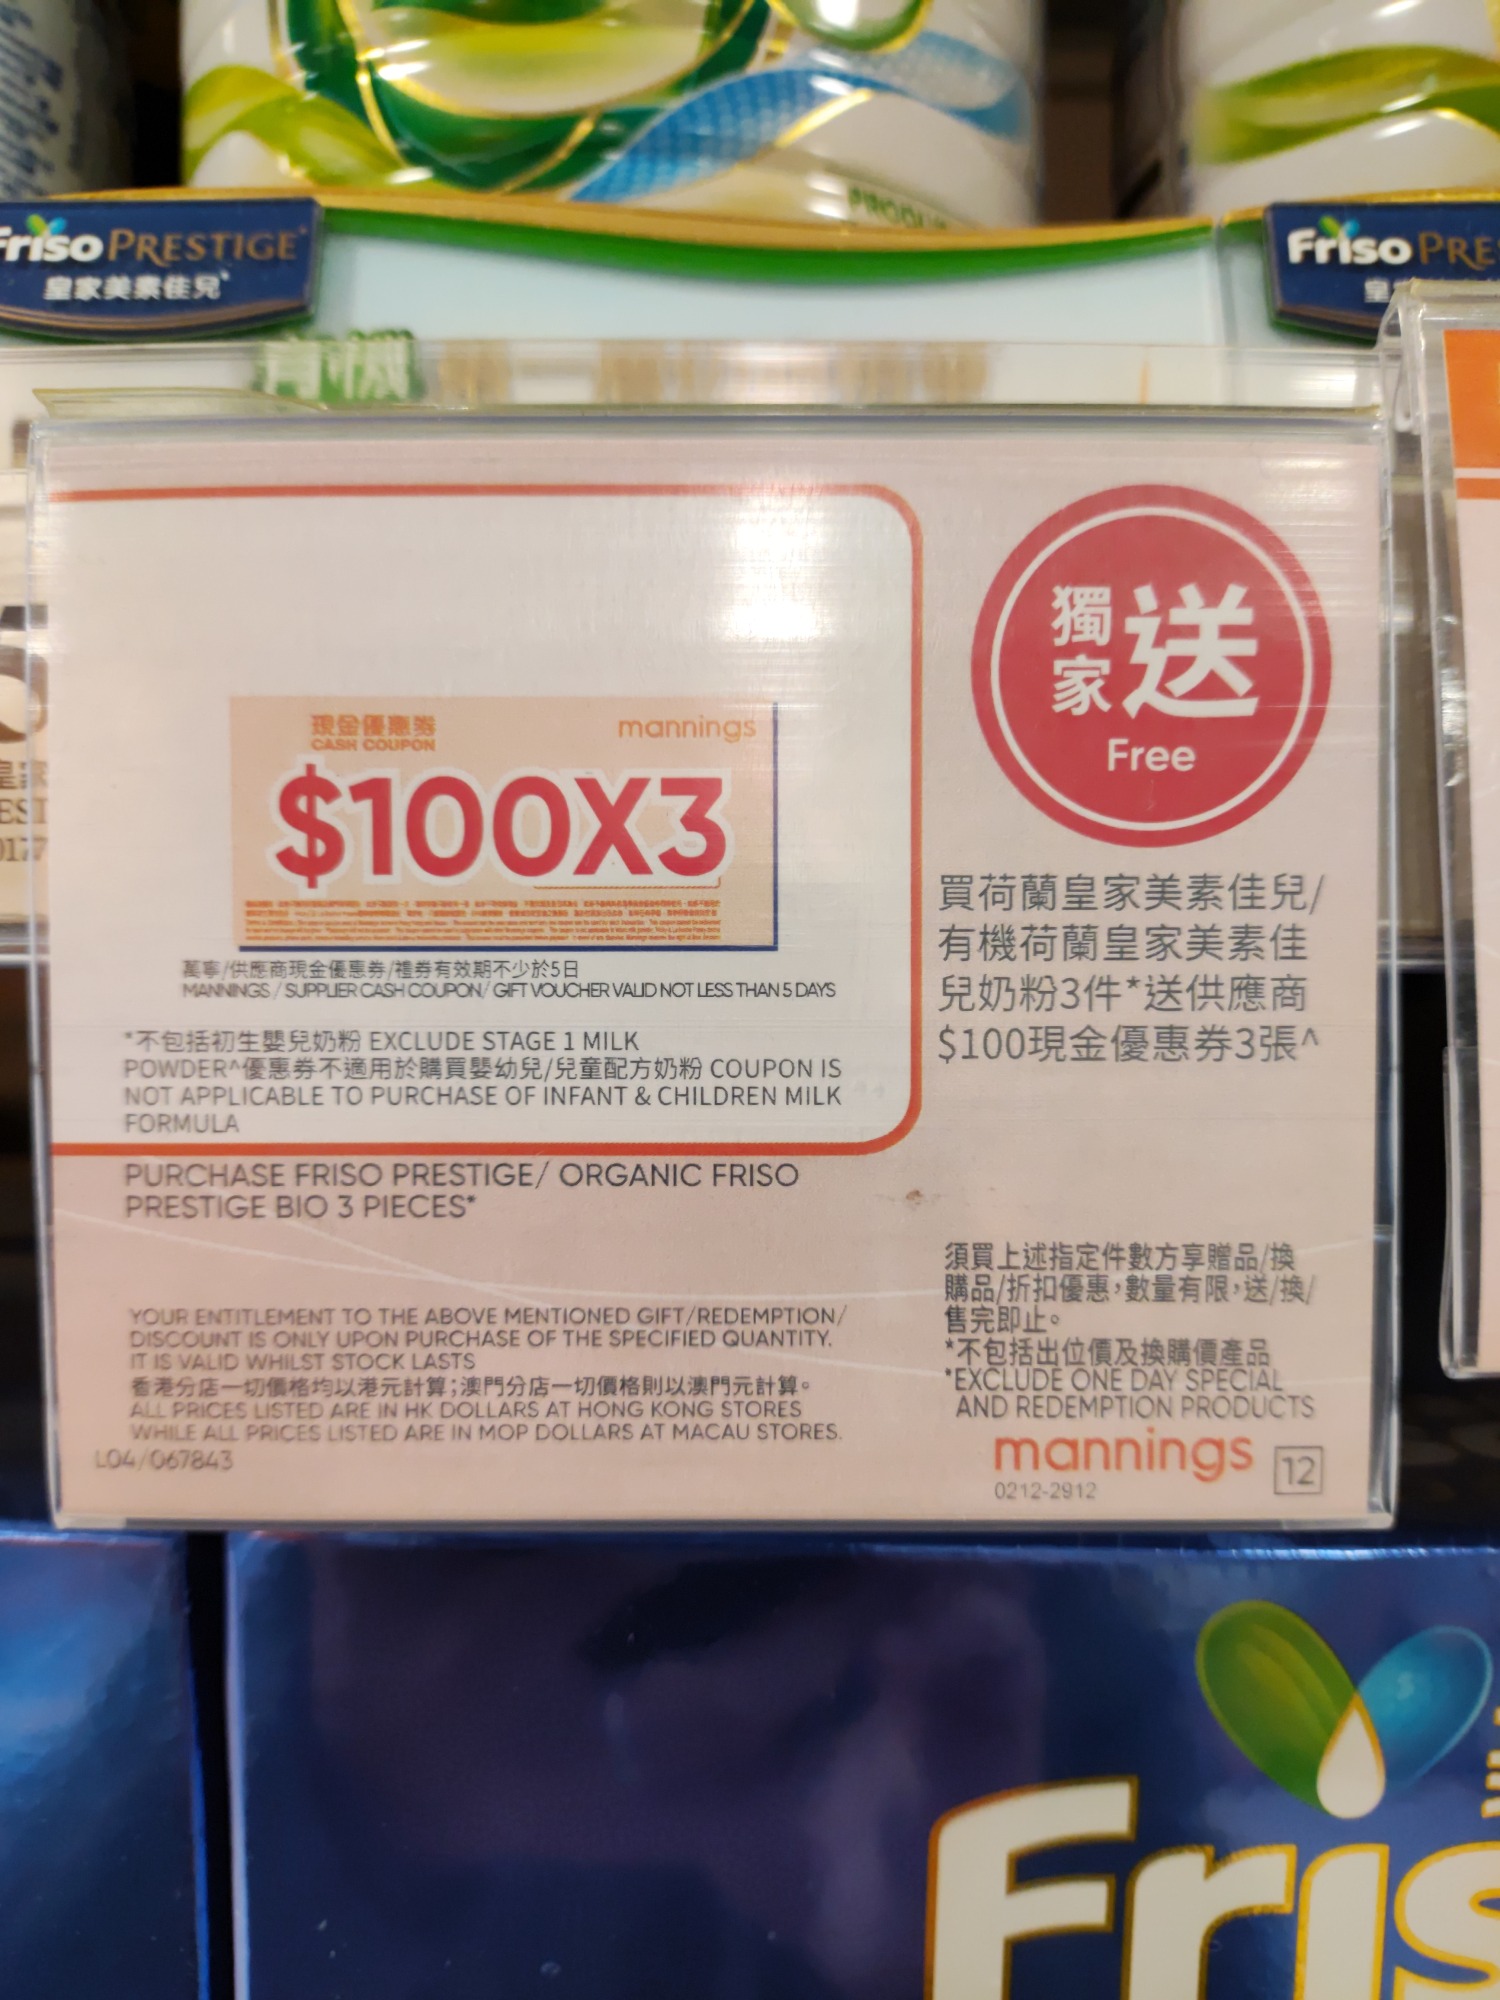 PRODU
Friso PRESTIGE
皇家美素佳兒
Friso PRE
皇
有機
獨家 送
Free
現金優惠券
CASH COUPON
mannings
$100X3
萬寧/供應商現金優惠券/禮券有效期不少於5日
MANNINGS / SUPPLIER CASH COUPON/ GIFT VOUCHER VALID NOT LESS THAN 5 DAYS
*不包括初生嬰兒奶粉 EXCLUDE STAGE 1 MILK
POWDER^優惠券不適用於購買嬰幼兒/兒童配方奶粉 COUPON IS
NOT APPLICABLE TO PURCHASE OF INFANT & CHILDREN MILK
FORMULA
買荷蘭皇家美素佳兒/
有機荷蘭皇家美素佳
兒奶粉3件*送供應商
$100現金優惠券3張^
PURCHASE FRISO PRESTIGE/ ORGANIC FRISO
PRESTIGE BIO 3 PIECES*
YOUR ENTITLEMENT TO THE ABOVE MENTIONED GIFT/REDEMPTION/
DISCOUNT IS ONLY UPON PURCHASE OF THE SPECIFIED QUANTITY.
IT IS VALID WHILST STOCK LASTS
香港分店一切價格均以港元計算;澳門分店一切價格則以澳門元計算。
ALL PRICES LISTED ARE IN HK DOLLARS AT HONG KONG STORES
WHILE ALL PRICES LISTED ARE IN MOP DOLLARS AT MACAU STORES.
L04/067843
須買上述指定件數方享贈品/換
購品/折扣優惠,數量有限,送/換/
售完即止。
*不包括出位價及換購價產品
*EXCLUDE ONE DAY SPECIAL
AND REDEMPTION PRODUCTS
mannings 12
0212-2912
Fris